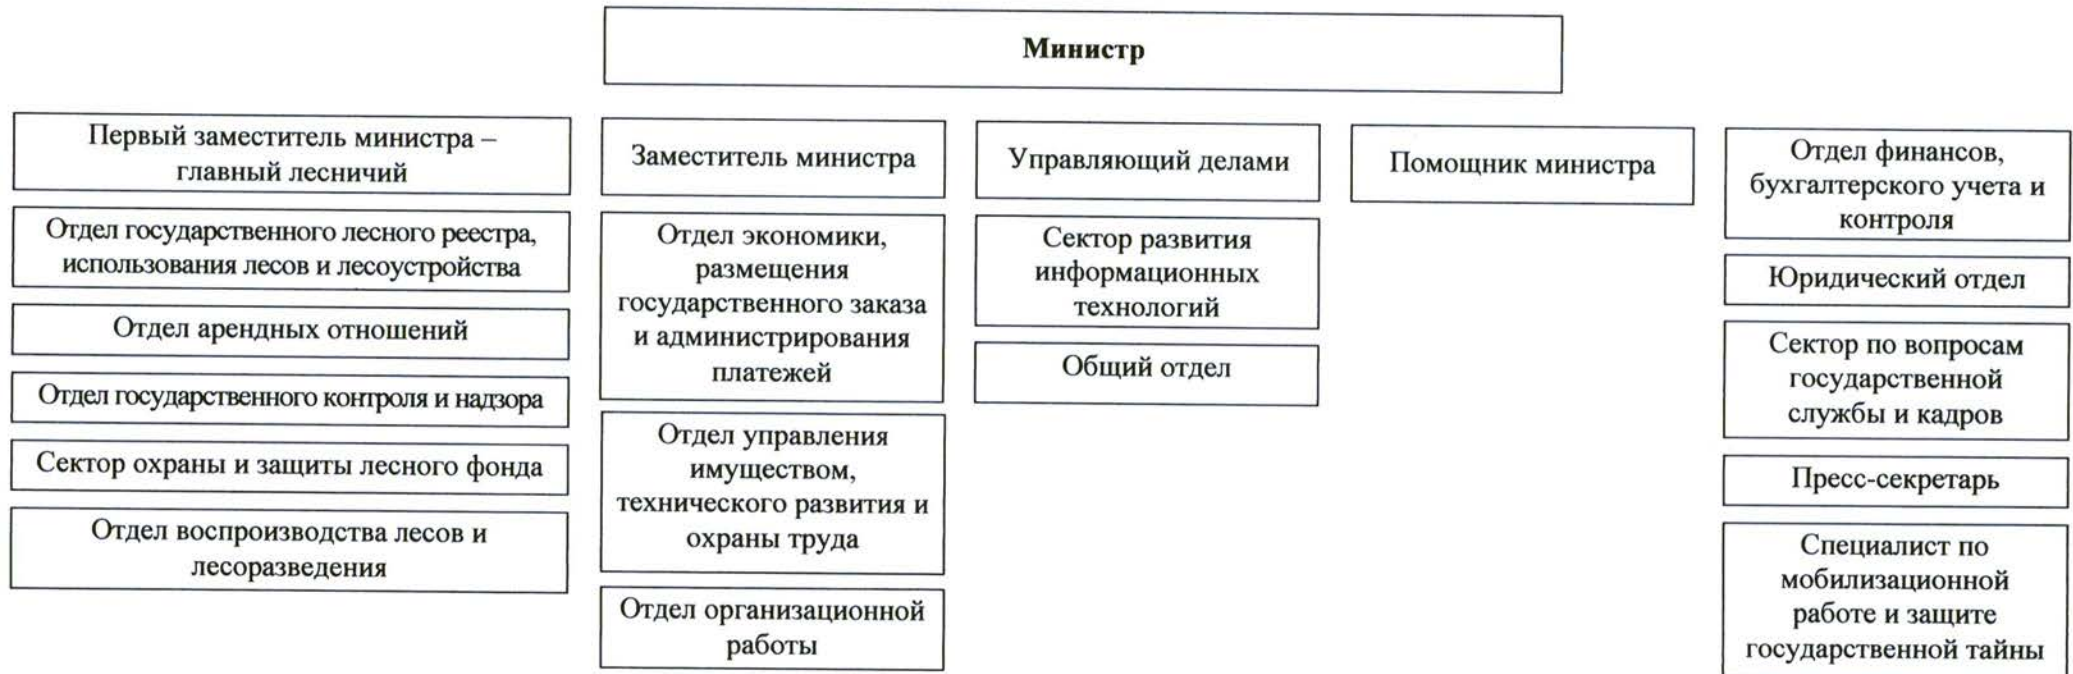 Министр
Первый заместитель министра –
главный лесничий
Отдел государственного лесного реестра,
использования лесов и лесоустройства
Отдел арендных отношений
Отдел государственного контроля и надзора
Сектор охраны и защиты лесного фонда
Отдел воспроизводства лесов и
лесоразведения
Заместитель министра
Отдел экономики,
размещения
государственного заказа
и администрирования
платежей
Отдел управления
имуществом,
технического развития и
охраны труда
Отдел организационной
работы
Управляющий делами
Сектор развития
информационных
технологий
Общий отдел
Помощник министра
Отдел финансов,
бухгалтерского учета и
контроля
Юридический отдел
Сектор по вопросам
государственной
службы и кадров
Пресс-секретарь
Специалист по
мобилизационной
работе и защите
государственной тайны